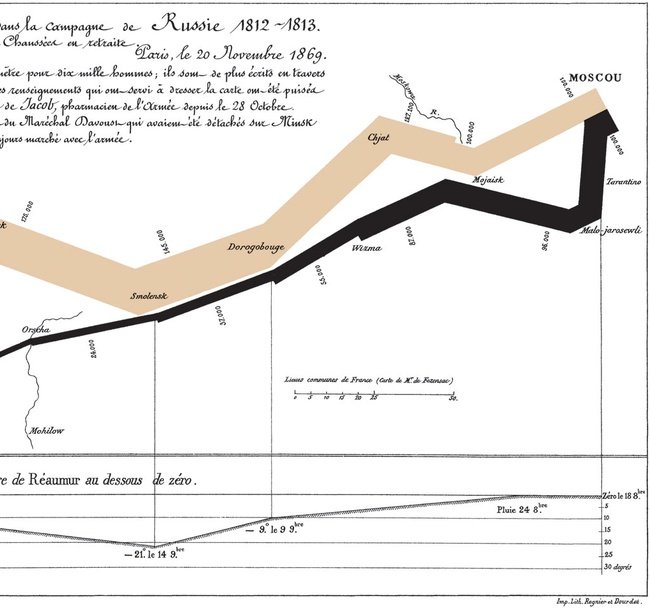 dans la campagne de Russie 1812~1813.
Chaussées en retraite
Paris, le 20 Novembre 1869.
mètre pour dix mille hommes; ils sont de plus écrits en travers
es renseignements qui ont servi à dresser la carte ont été puisés
de Jacob, pharmacien de l'Armée depuis le 28 Octobre.
du Maréchal Davoust qui avaient été détachés sur Minsk
jours marché avec l'armée.
MOSCOU
100.000
100.000
Moskowa
R.
127.100
100.000
Chjat
Mojaisk
Tarantino
Malo-jarosewli
96.000
87.000
Wizma
55.000
Dorogobouge
145.000
175.000
k
Smolensk
37.000
Orscha
24.000
Mohilow
Lieues communes de France (Carte de M. de Fezensac)
0 5 10 15 20 25 50.
re de Réaumur au dessous de zéro.
Zéro le 18 8.bre
5
10
15
20
25
30 degrés
Pluie 24 8.bre
— 9.° le 9 9.bre
— 21. le 14 9.bre
Imp. Lith. Regnier et Dourdet.